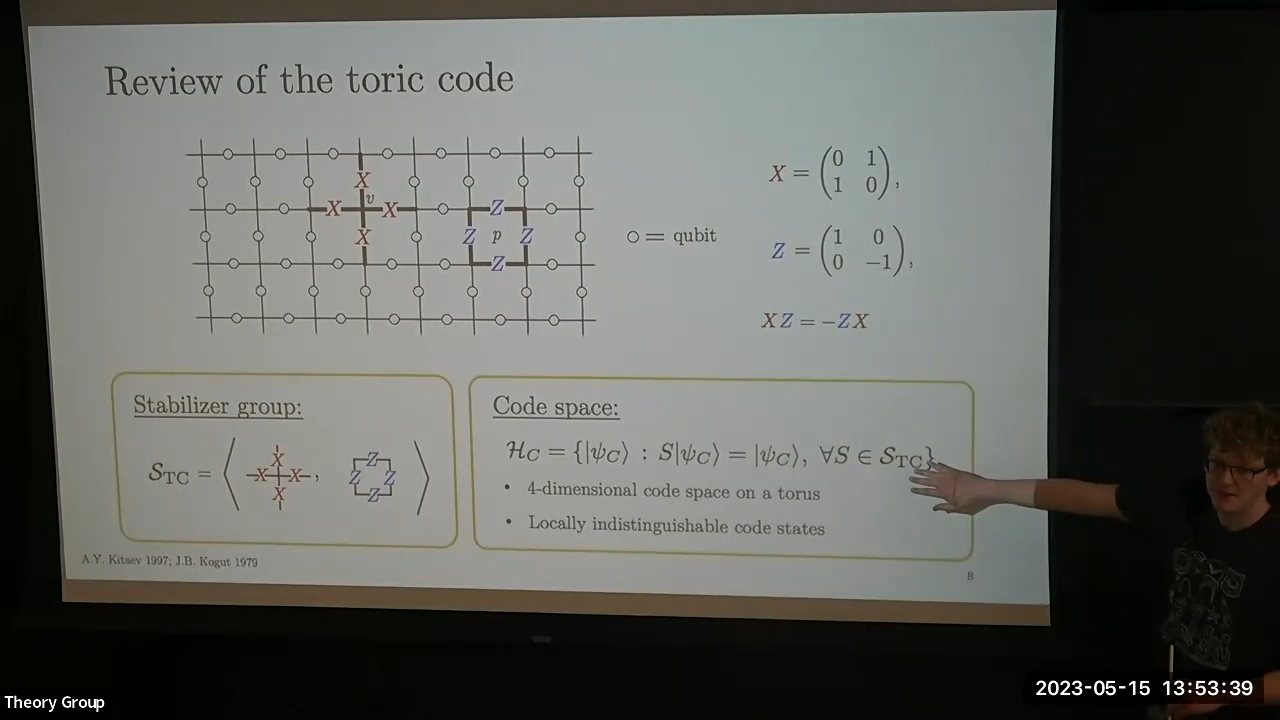 Review of the toric code
X
v
X X
X
Z
Z p Z
Z
= qubit
X = (0 1
1 0),
Z = (1 0
0 −1),
XZ = −ZX
Stabilizer group:
𝒮_TC = ⟨ X X X X , Z Z Z Z ⟩
Code space:
ℋ_C = {|ψ_C⟩ : S|ψ_C⟩ = |ψ_C⟩, ∀S ∈ 𝒮_TC}
• 4-dimensional code space on a torus
• Locally indistinguishable code states
A.Y. Kitaev 1997; J.B. Kogut 1979
8
2023-05-15 13:53:39
Theory Group